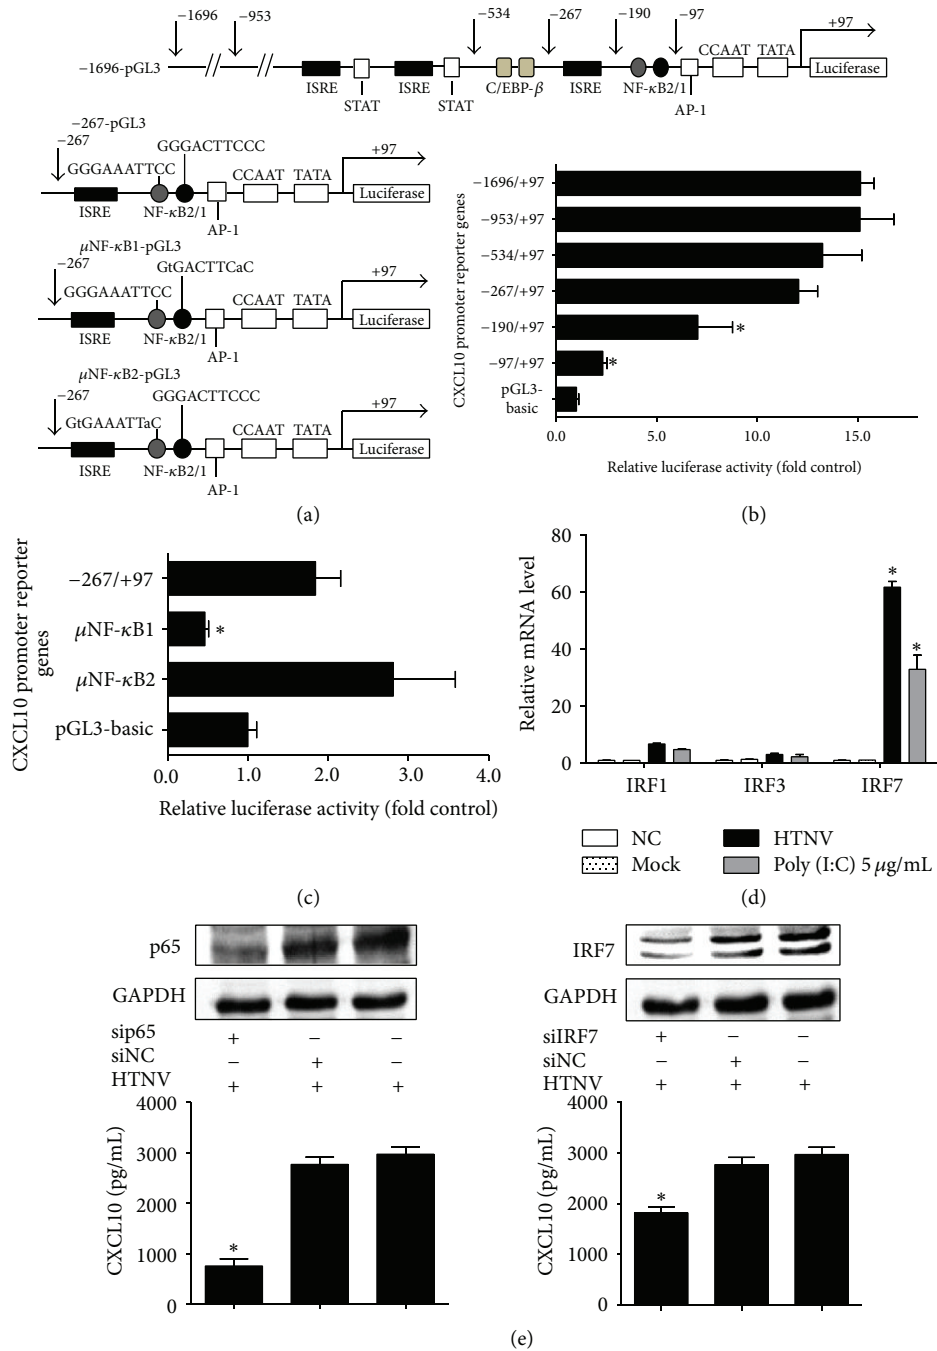 −1696 −953 −534 −267 −190 −97 +97
−1696-pGL3 CCAAT TATA Luciferase
ISRE ISRE C/EBP-β ISRE NF-κB2/1
STAT STAT AP-1
−267-pGL3
−267 GGGACTTCCC +97
GGGAAATTCC CCAAT TATA
ISRE NF-κB2/1 Luciferase
AP-1
μNF-κB1-pGL3
−267 GtGACTTCaC +97
GGGAAATTCC CCAAT TATA
ISRE NF-κB2/1 Luciferase
AP-1
μNF-κB2-pGL3
−267 GGGACTTCCC +97
GtGAAATTaC CCAAT TATA
ISRE NF-κB2/1 Luciferase
AP-1
(a)
CXCL10 promoter reporter genes
−1696/+97
−953/+97
−534/+97
−267/+97
−190/+97 *
−97/+97 *
pGL3-
basic
0.0 5.0 10.0 15.0
Relative luciferase activity (fold control)
(b)
CXCL10 promoter reporter
genes
−267/+97
μNF-κB1 *
μNF-κB2
pGL3-basic
0.0 1.0 2.0 3.0 4.0
Relative luciferase activity (fold control)
(c)
Relative mRNA level
80
60
40
20
0
* *
IRF1 IRF3 IRF7
NC HTNV
Mock Poly (I:C) 5 μg/mL
(d)
p65
GAPDH
sip65 + − −
siNC − + −
HTNV + + +
CXCL10 (pg/mL)
4000
3000
2000
1000
0
*
IRF7
GAPDH
siIRF7 + − −
siNC − + −
HTNV + + +
CXCL10 (pg/mL)
4000
3000
2000
1000
0
*
(e)